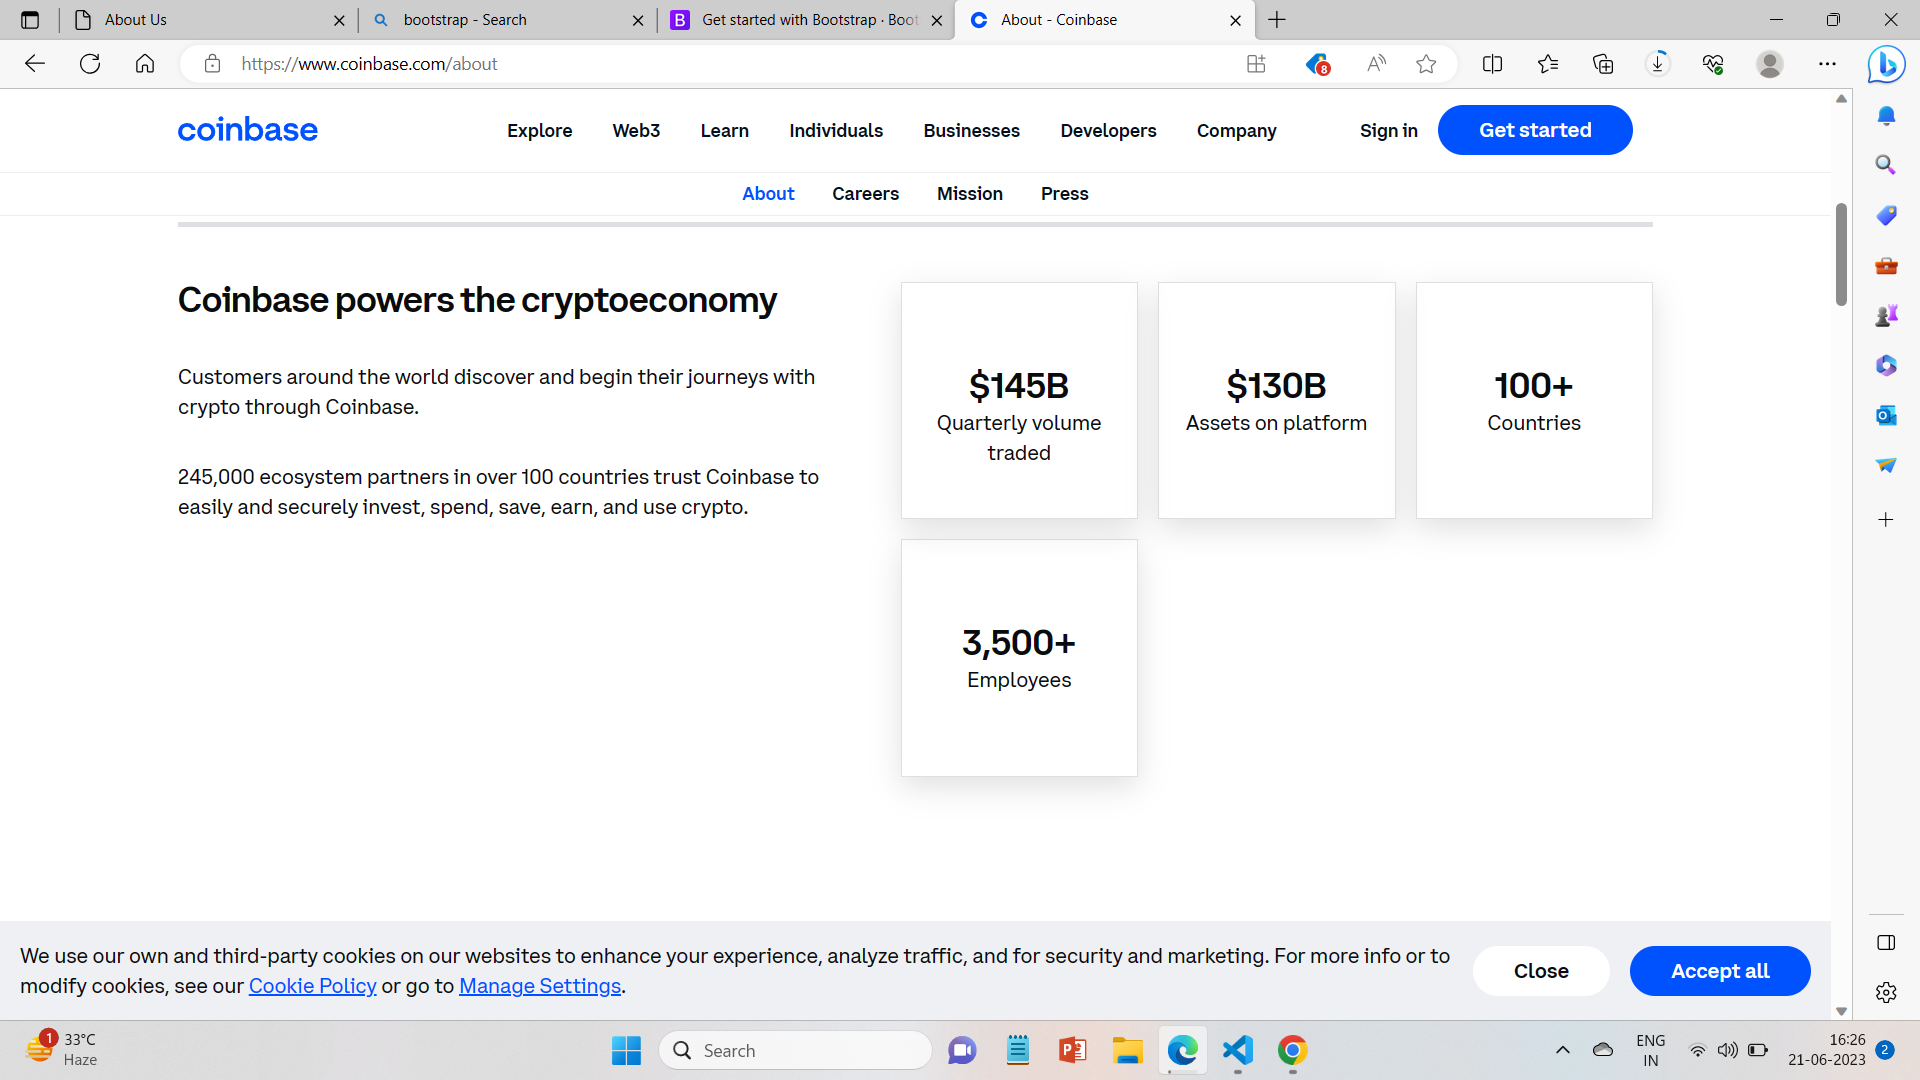 About Us
bootstrap - Search
Get started with Bootstrap · Boot
About - Coinbase
https://www.coinbase.com/about
8
coinbase
Explore
Web3
Learn
Individuals
Businesses
Developers
Company
Sign in
Get started
About
Careers
Mission
Press
Coinbase powers the cryptoeconomy
Customers around the world discover and begin their journeys with
crypto through Coinbase.
245,000 ecosystem partners in over 100 countries trust Coinbase to
easily and securely invest, spend, save, earn, and use crypto.
$145B
Quarterly volume
traded
$130B
Assets on platform
100+
Countries
3,500+
Employees
We use our own and third-party cookies on our websites to enhance your experience, analyze traffic, and for security and marketing. For more info or to
modify cookies, see our Cookie Policy or go to Manage Settings.
Close
Accept all
1
33°C
Haze
Search
ENG
IN
16:26
21-06-2023
2